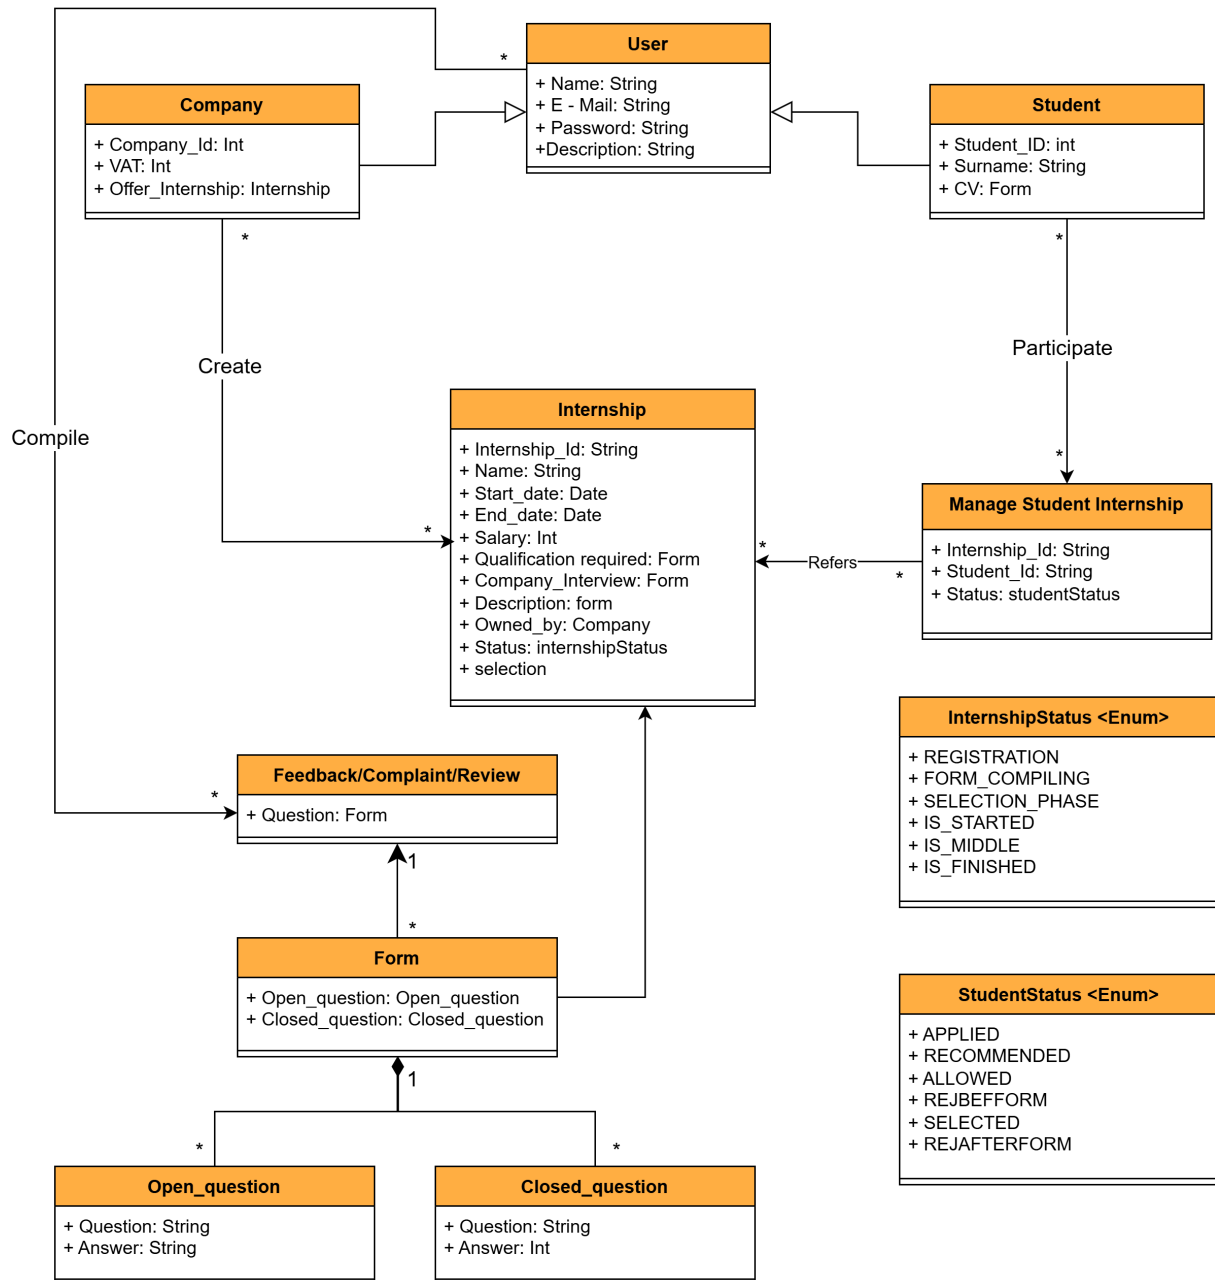 User
+ Name: String
+ E - Mail: String
+ Password: String
+Description: String
*
Company
+ Company_Id: Int
+ VAT: Int
+ Offer_Internship: Internship
*
Student
+ Student_ID: int
+ Surname: String
+ CV: Form
*
Participate
*
Create
*
Compile
*
Internship
+ Internship_Id: String
+ Name: String
+ Start_date: Date
+ End_date: Date
+ Salary: Int
+ Qualification required: Form
+ Company_Interview: Form
+ Description: form
+ Owned_by: Company
+ Status: internshipStatus
+ selection
*
Refers
*
Manage Student Internship
+ Internship_Id: String
+ Student_Id: String
+ Status: studentStatus
InternshipStatus <Enum>
+ REGISTRATION
+ FORM_COMPILING
+ SELECTION_PHASE
+ IS_STARTED
+ IS_MIDDLE
+ IS_FINISHED
Feedback/Complaint/Review
+ Question: Form
1
*
Form
+ Open_question: Open_question
+ Closed_question: Closed_question
1
*
*
StudentStatus <Enum>
+ APPLIED
+ RECOMMENDED
+ ALLOWED
+ REJBEFFORM
+ SELECTED
+ REJAFTERFORM
Open_question
+ Question: String
+ Answer: String
Closed_question
+ Question: String
+ Answer: Int